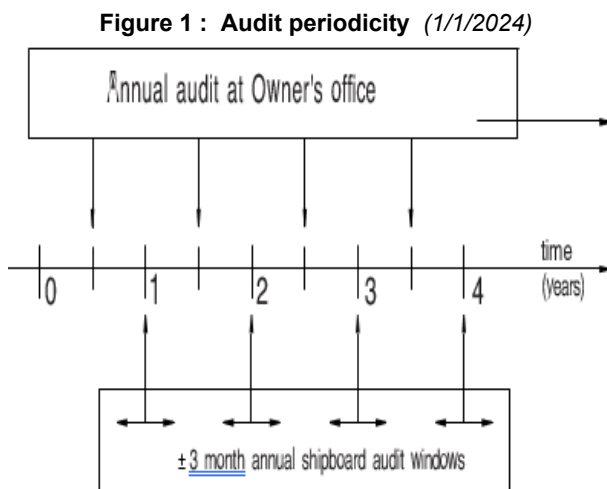 Figure 1 : Audit periodicity (1/1/2024)
Annual audit at Owner's office
time
0 1 2 3 4 (years)
± 3 month annual shipboard audit windows